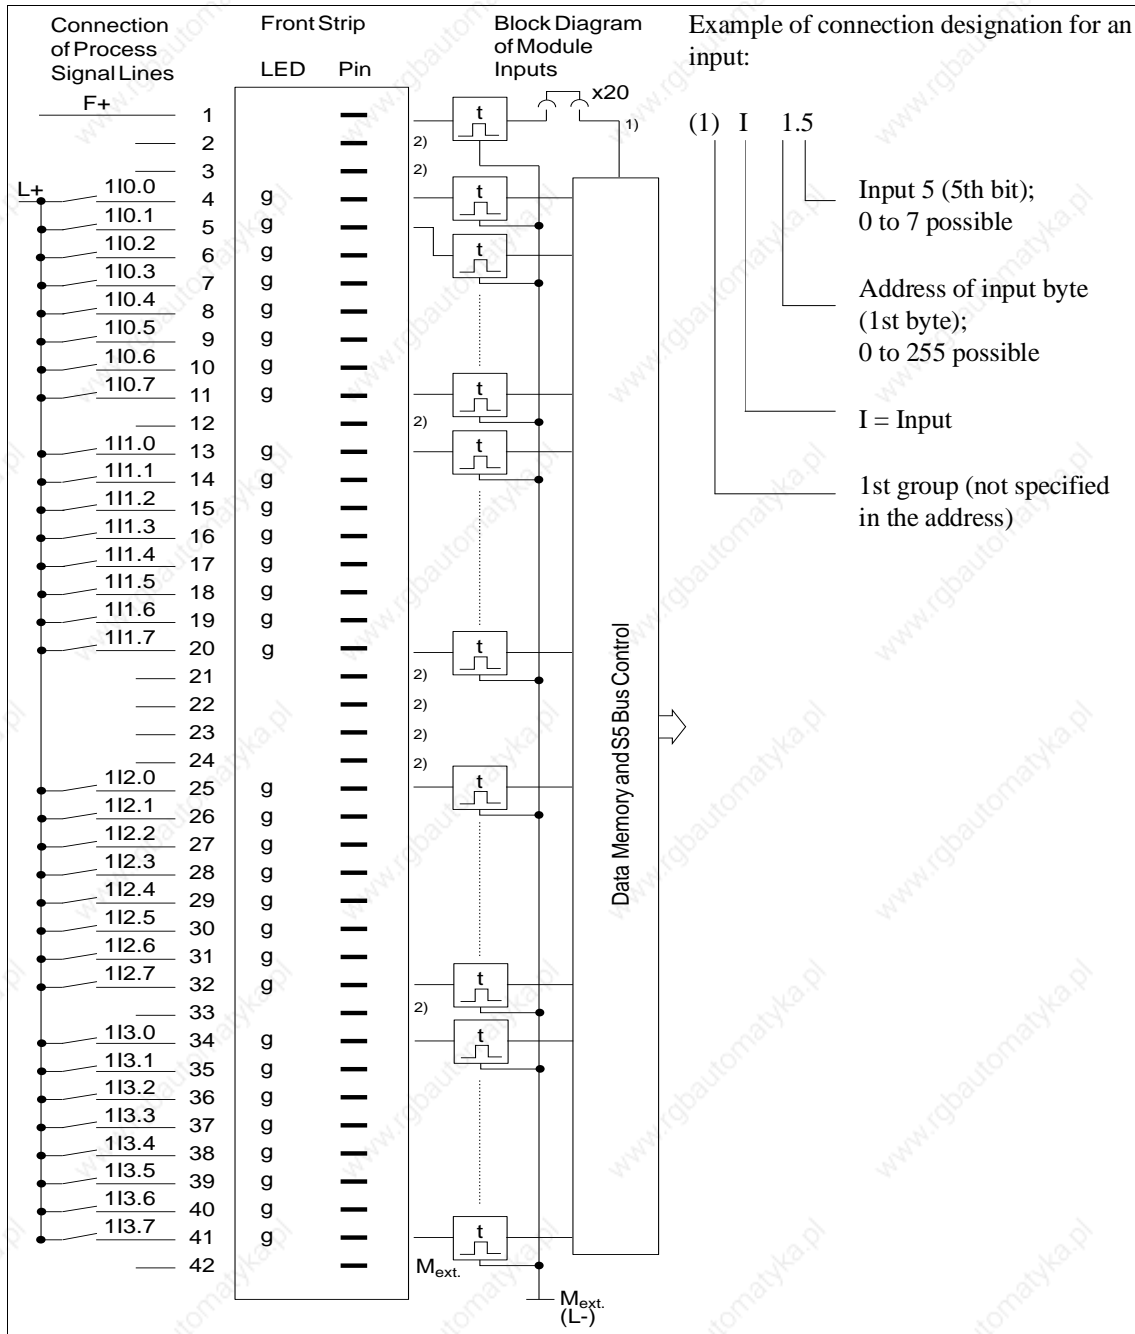 Connection
of Process
Signal Lines
Front Strip
LED Pin
Block Diagram
of Module
Inputs
Example of connection designation for an
input:
x20
1)
F+ 1
2 2)
3 2)
L+
1I0.0 4 g
1I0.1 5 g
1I0.2 6 g
1I0.3 7 g
1I0.4 8 g
1I0.5 9 g
1I0.6 10 g
1I0.7 11 g
12 2)
1I1.0 13 g
1I1.1 14 g
1I1.2 15 g
1I1.3 16 g
1I1.4 17 g
1I1.5 18 g
1I1.6 19 g
1I1.7 20 g
21 2)
22 2)
23 2)
24 2)
1I2.0 25 g
1I2.1 26 g
1I2.2 27 g
1I2.3 28 g
1I2.4 29 g
1I2.5 30 g
1I2.6 31 g
1I2.7 32 g
33 2)
1I3.0 34 g
1I3.1 35 g
1I3.2 36 g
1I3.3 37 g
1I3.4 38 g
1I3.5 39 g
1I3.6 40 g
1I3.7 41 g
42 Mext.
t
t
t
t
t
t
t
t
t
t
Mext.
(L-)
Data Memory and S5 Bus Control
(1) I 1.5
Input 5 (5th bit);
0 to 7 possible
Address of input byte
(1st byte);
0 to 255 possible
I = Input
1st group (not specified
in the address)
www.rgbautomatyka.pl